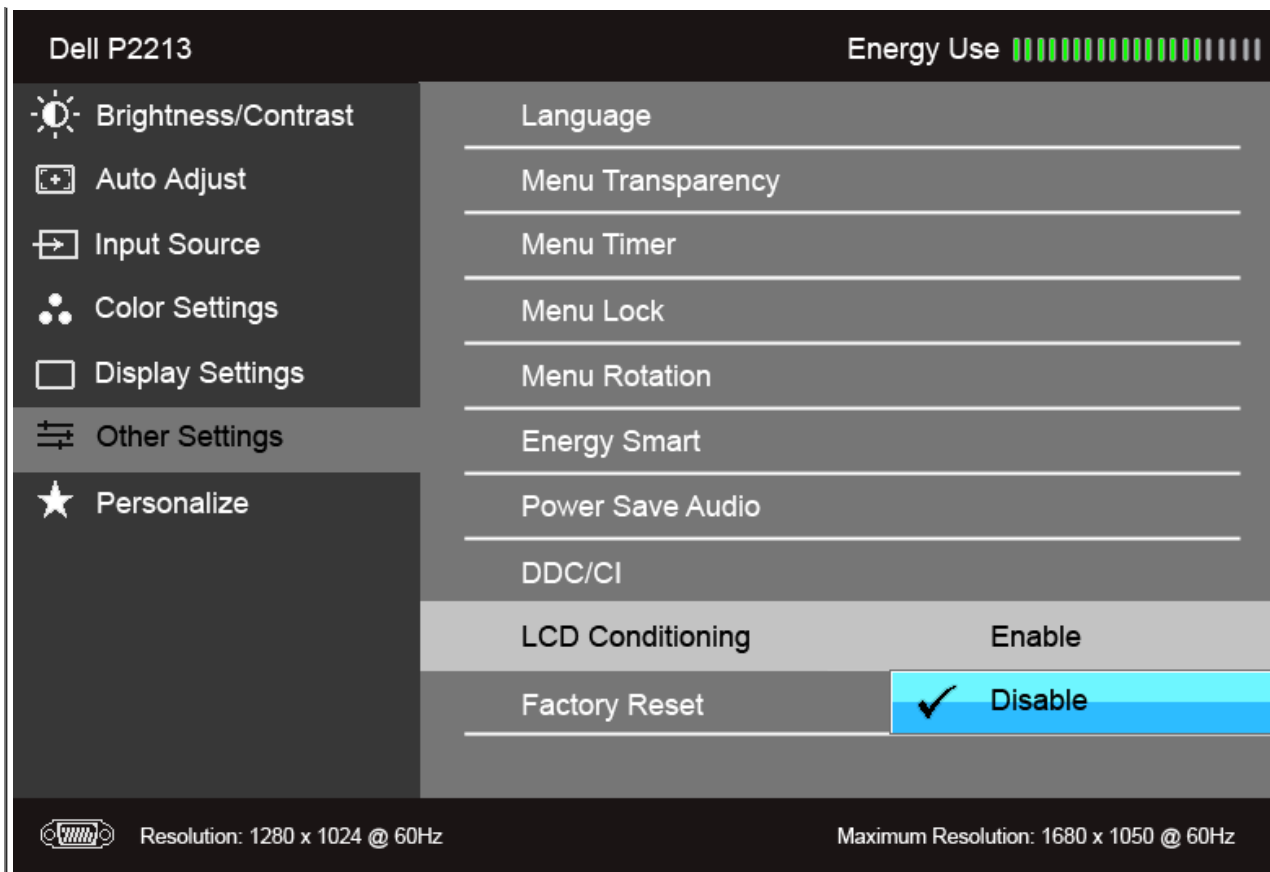 Dell P2213
Energy Use
Brightness/Contrast
Auto Adjust
Input Source
Color Settings
Display Settings
Other Settings
Personalize
Language
Menu Transparency
Menu Timer
Menu Lock
Menu Rotation
Energy Smart
Power Save Audio
DDC/CI
LCD Conditioning
Enable
Factory Reset
Disable
Resolution: 1280 x 1024 @ 60Hz
Maximum Resolution: 1680 x 1050 @ 60Hz